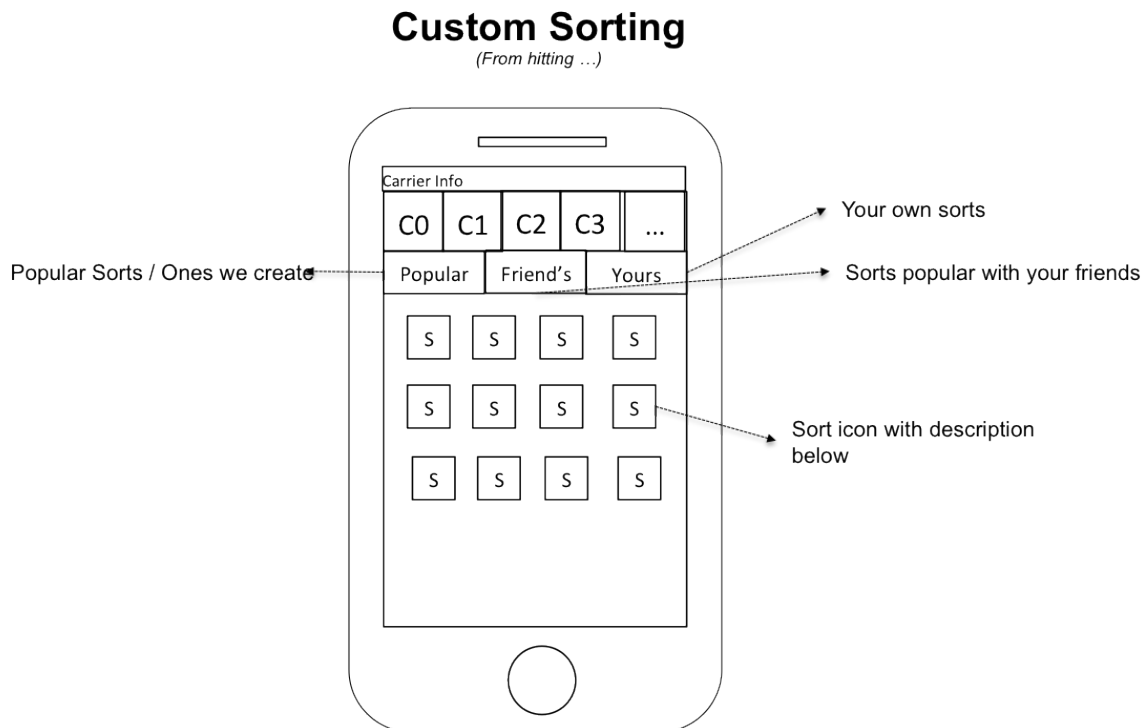 Custom Sorting
(From hitting …)
Carrier Info
C0 C1 C2 C3 ...
Your own sorts
Popular Sorts / Ones we create
Popular Friend's Yours
Sorts popular with your friends
S S S S
S S S S
Sort icon with description
below
S S S S